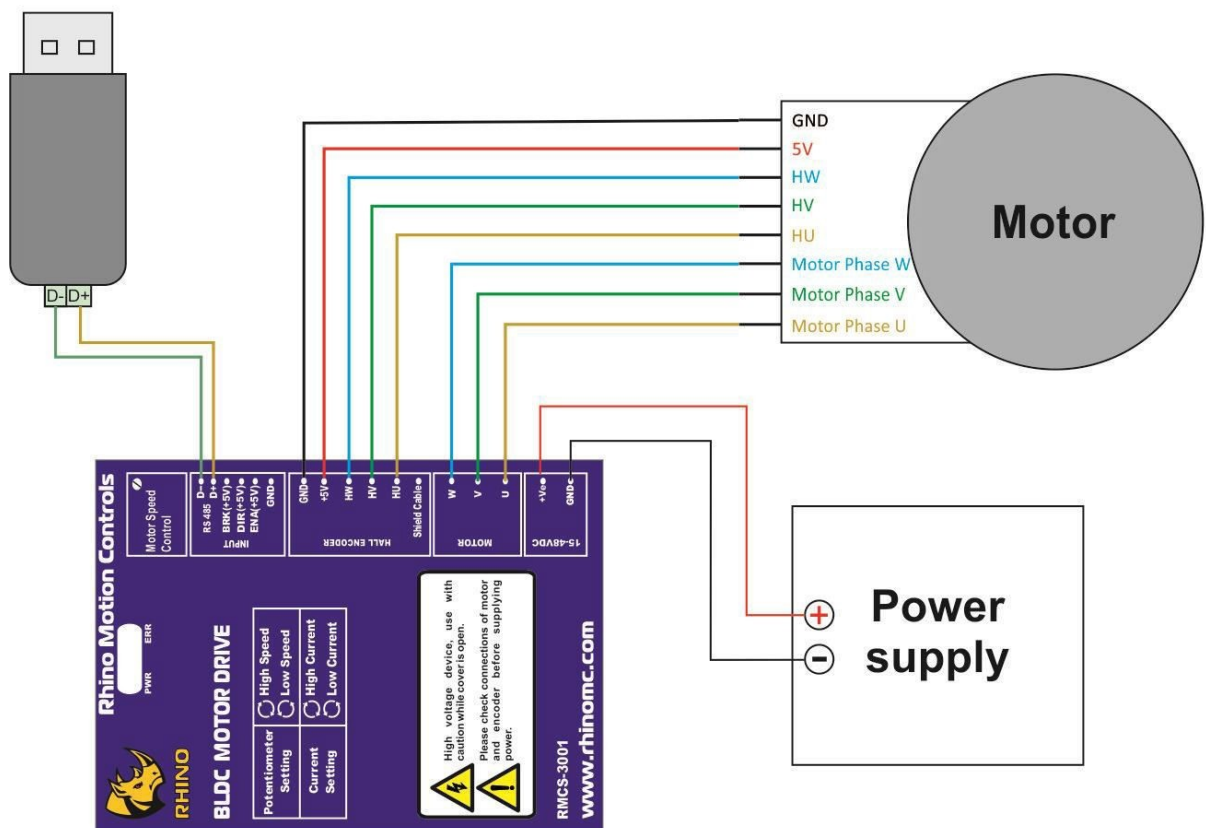 D- D+
GND
5V
HW
HV
HU
Motor Phase W
Motor Phase V
Motor Phase U
Motor
Rhino Motion Controls
Motor Speed
Control
D-
D+
RS 485
BRK(+5V)
DIR(+5V)
ENA(+5V)
GND
INPUT
GND
+5V
HW
HV
HU
Shield Cable
HALL ENCODER
W
V
U
MOTOR
+Ve
GND
15-48VDC
PWR ERR
RHINO
BLDC MOTOR DRIVE
Potentiometer
Setting
High Speed
Low Speed
Current
Setting
High Current
Low Current
High voltage device, use with
caution while cover is open.
Please check connections of motor
and encoder before supplying
power.
RMCS-3001
www.rhinomc.com
+
-
Power
supply